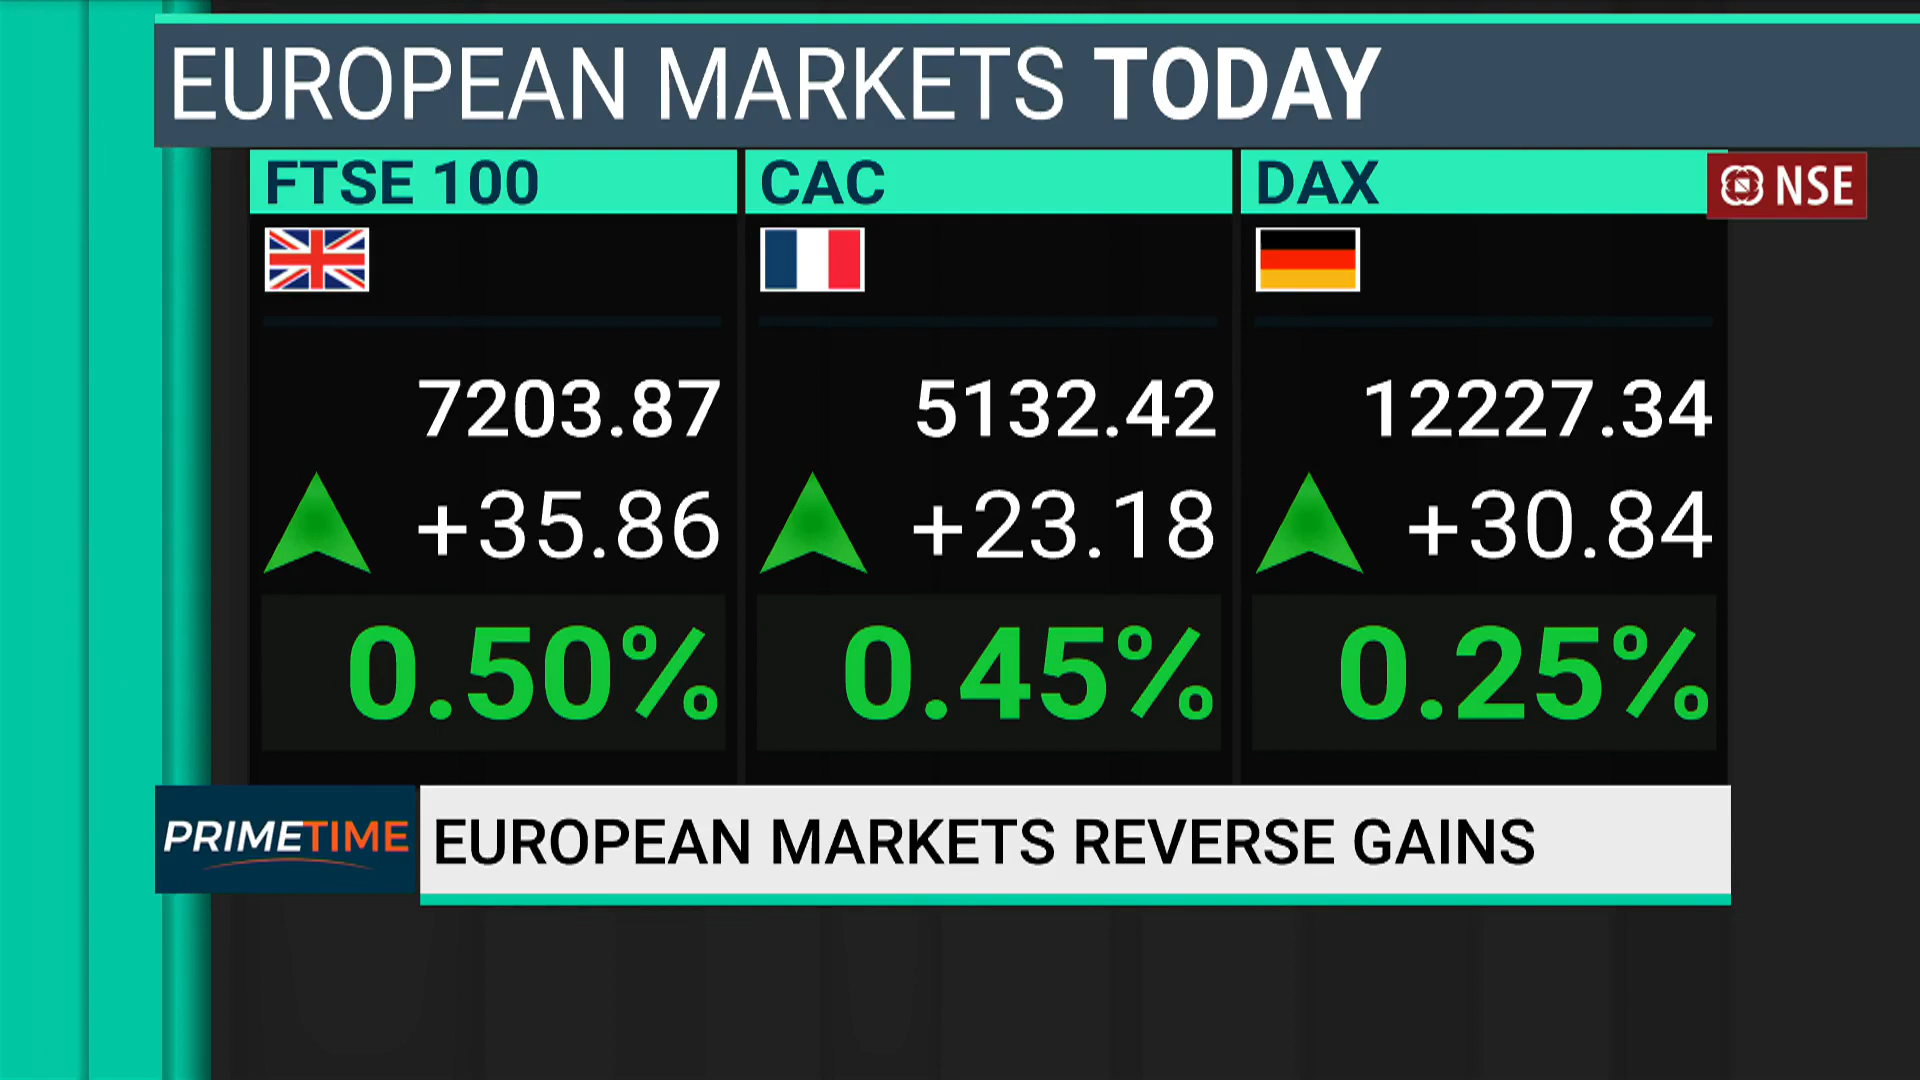 EUROPEAN MARKETS TODAY
FTSE 100
CAC
DAX
NSE
7203.87
5132.42
12227.34
+35.86
+23.18
+30.84
0.50%
0.45%
0.25%
PRIMETIME
EUROPEAN MARKETS REVERSE GAINS